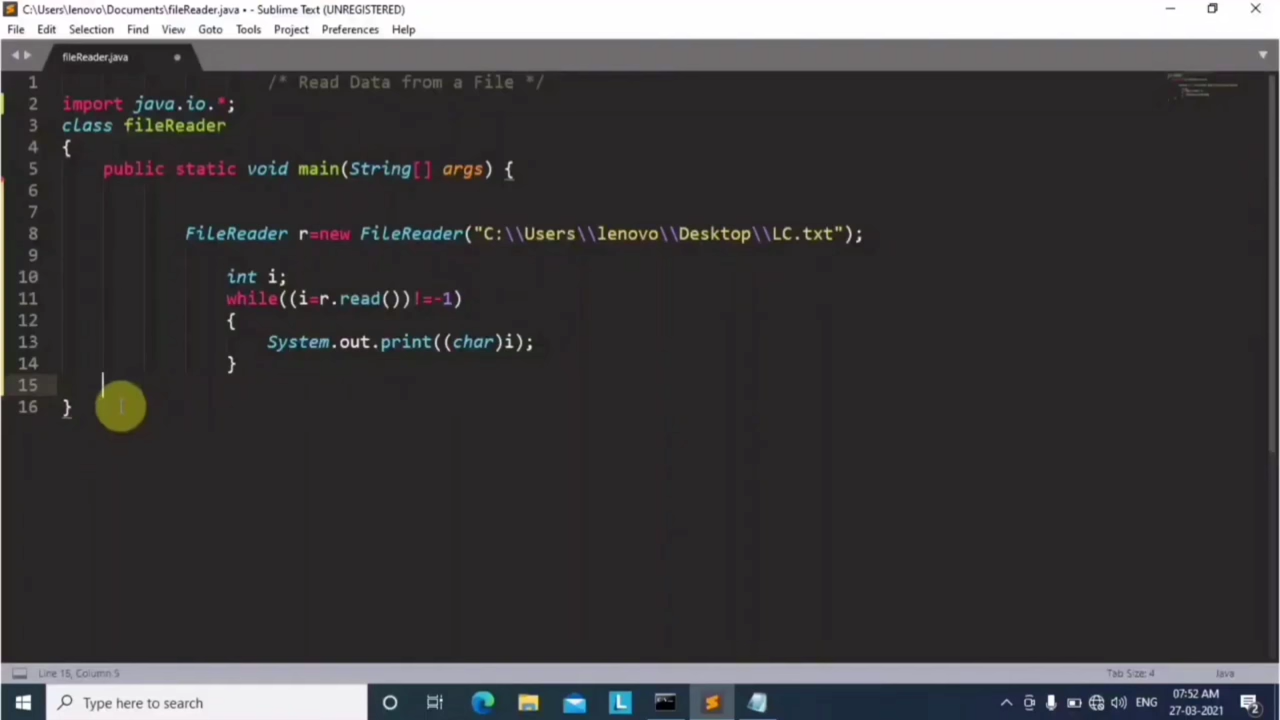 C:\Users\lenovo\Documents\fileReader.java • - Sublime Text (UNREGISTERED)
File Edit Selection Find View Goto Tools Project Preferences Help
fileReader.java
1 /* Read Data from a File */
2 import java.io.*;
3 class fileReader
4 {
5 public static void main(String[] args) {
6
7
8 FileReader r=new FileReader("C:\\Users\\lenovo\\Desktop\\LC.txt");
9
10 int i;
11 while((i=r.read())!=-1)
12 {
13 System.out.print((char)i);
14 }
15
16 }
Line 15, Column 5 Tab Size: 4 Java
Type here to search L ENG 07:52 AM
27-03-2021 2